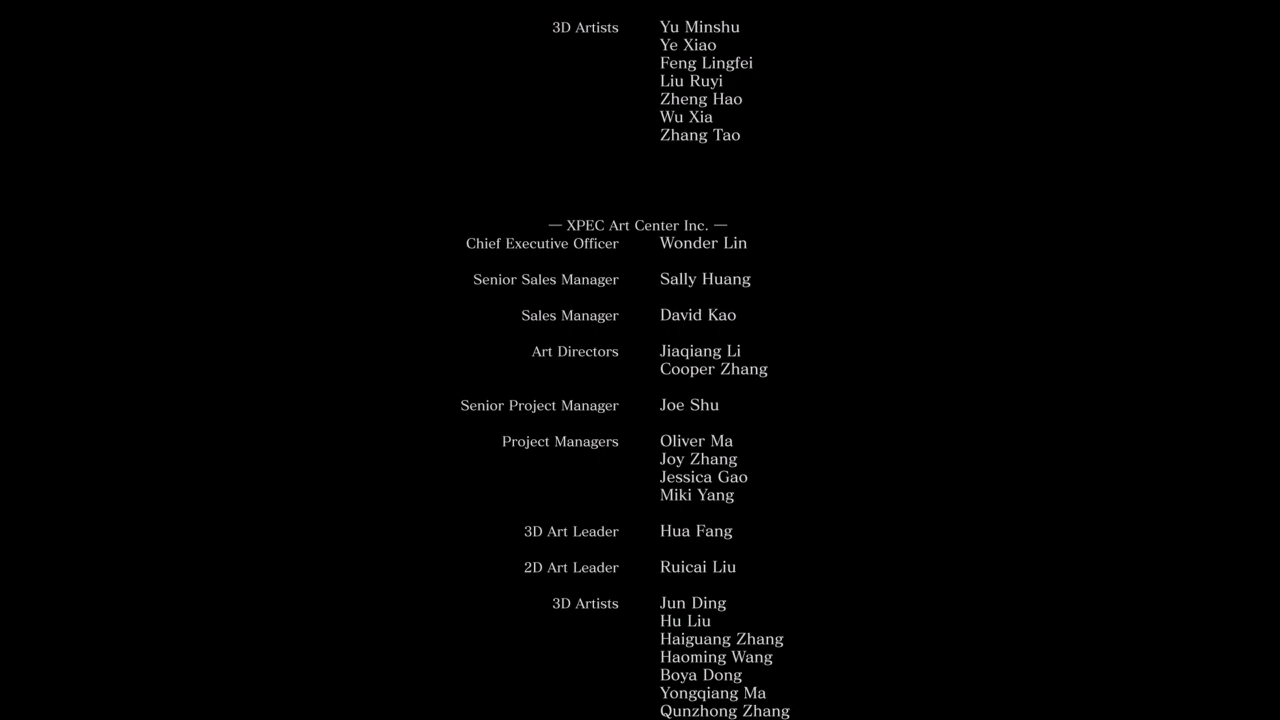 3D Artists Yu Minshu
Ye Xiao
Feng Lingfei
Liu Ruyi
Zheng Hao
Wu Xia
Zhang Tao
— XPEC Art Center Inc. —
Chief Executive Officer Wonder Lin
Senior Sales Manager Sally Huang
Sales Manager David Kao
Art Directors Jiaqiang Li
Cooper Zhang
Senior Project Manager Joe Shu
Project Managers Oliver Ma
Joy Zhang
Jessica Gao
Miki Yang
3D Art Leader Hua Fang
2D Art Leader Ruicai Liu
3D Artists Jun Ding
Hu Liu
Haiguang Zhang
Haoming Wang
Boya Dong
Yongqiang Ma
Qunzhong Zhang